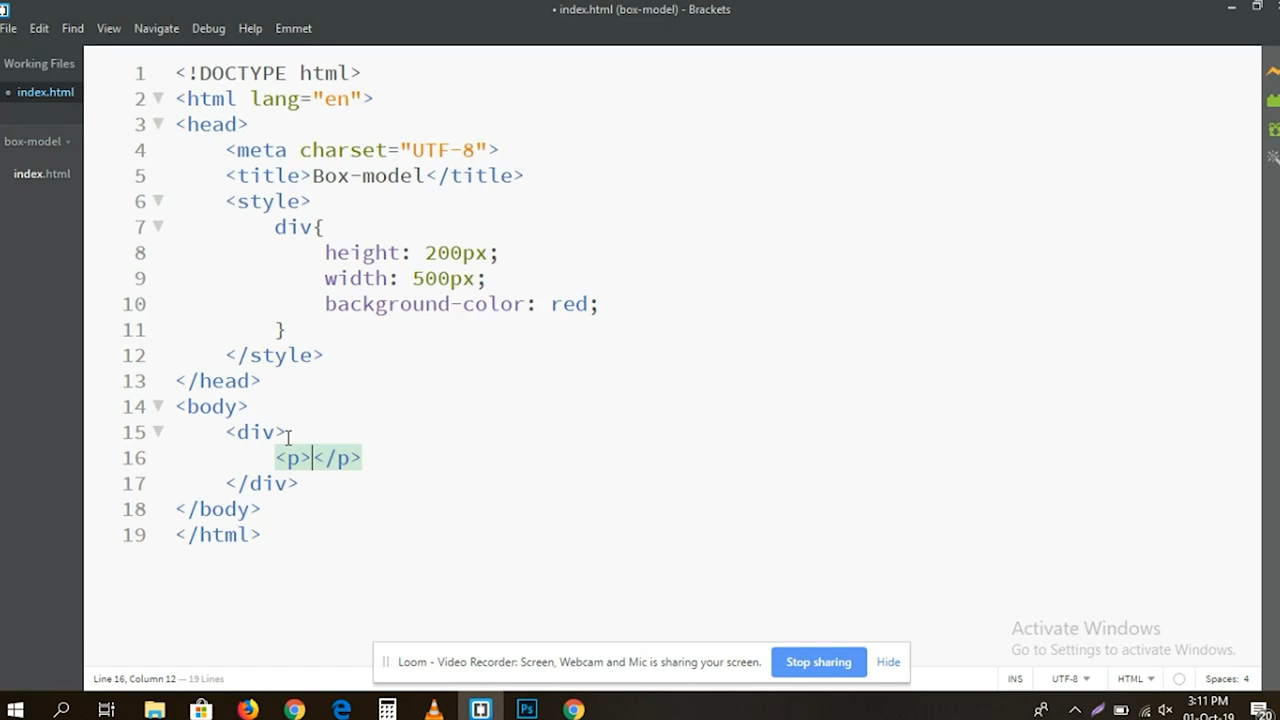 • index.html (box-model) - Brackets
File Edit Find View Navigate Debug Help Emmet
Working Files
• index.html
box-model
index.html
1 <!DOCTYPE html>
2 <html lang="en">
3 <head>
4 <meta charset="UTF-8">
5 <title>Box-model</title>
6 <style>
7 div{
8 height: 200px;
9 width: 500px;
10 background-color: red;
11 }
12 </style>
13 </head>
14 <body>
15 <div>
16 <p></p>
17 </div>
18 </body>
19 </html>
Activate Windows
Go to Settings to activate Windows.
Loom - Video Recorder: Screen, Webcam and Mic is sharing your screen. Stop sharing Hide
Line 16, Column 12 — 19 Lines INS UTF-8 HTML Spaces: 4
Ps
3:11 PM
01-Oct-19